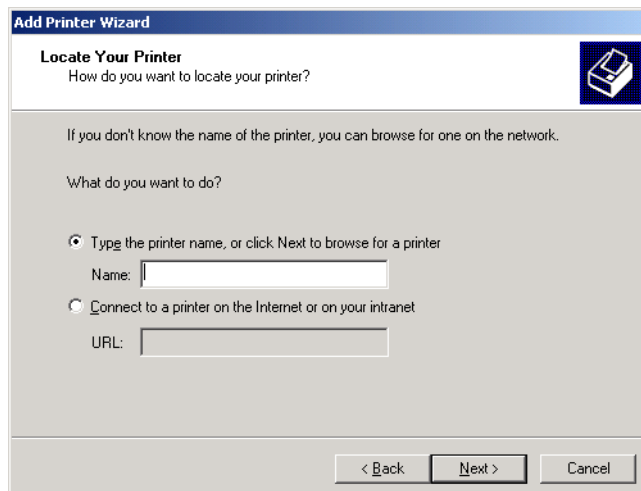 Add Printer Wizard
Locate Your Printer
How do you want to locate your printer?
If you don't know the name of the printer, you can browse for one on the network.
What do you want to do?
Type the printer name, or click Next to browse for a printer
Name:
Connect to a printer on the Internet or on your intranet
URL:
< Back Next > Cancel